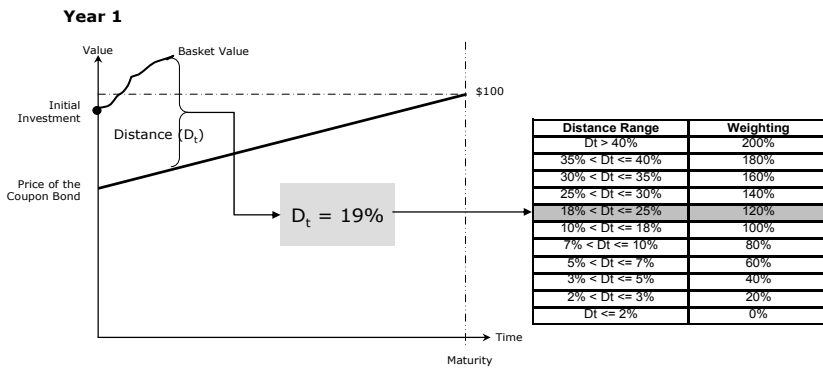 Year 1
Value
Basket Value
$100
Initial
Investment
Distance (Dt)
Price of the
Coupon Bond
Dt = 19%
Time
Maturity
Distance Range Weighting
Dt > 40% 200%
35% < Dt <= 40% 180%
30% < Dt <= 35% 160%
25% < Dt <= 30% 140%
18% < Dt <= 25% 120%
10% < Dt <= 18% 100%
7% < Dt <= 10% 80%
5% < Dt <= 7% 60%
3% < Dt <= 5% 40%
2% < Dt <= 3% 20%
Dt <= 2% 0%